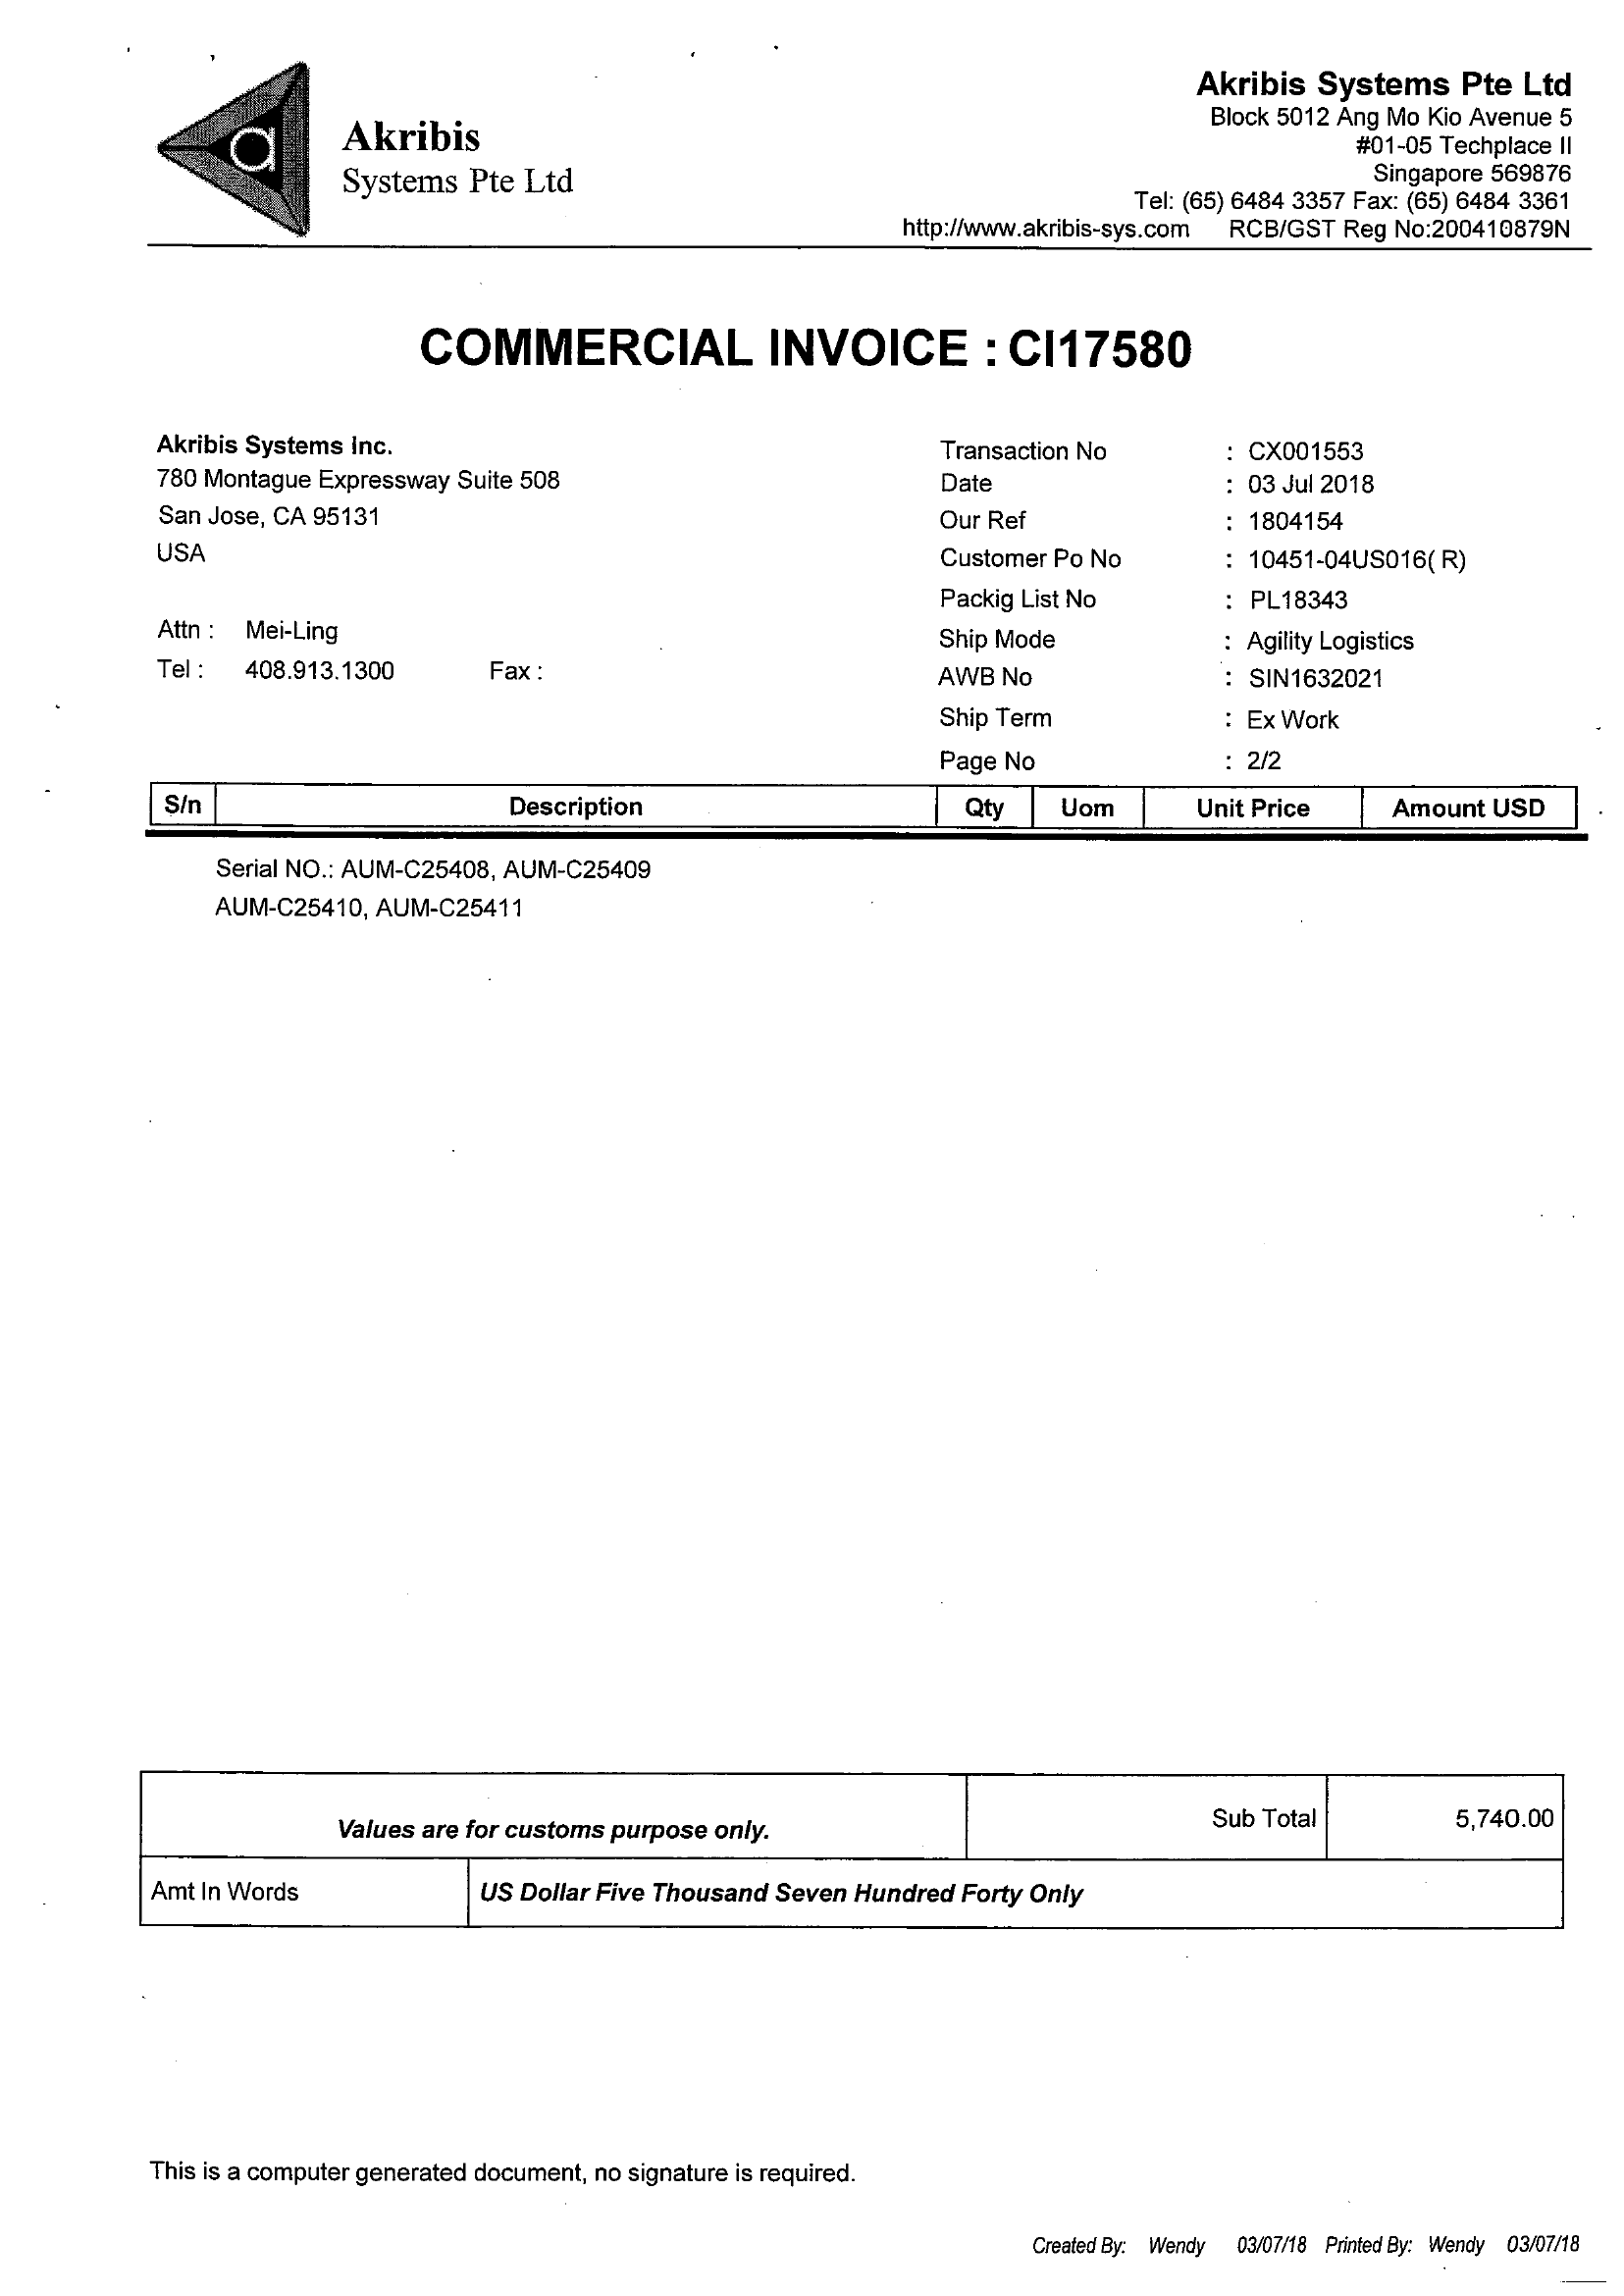 a
Akribis
Systems Pte Ltd
Akribis Systems Pte Ltd
Block 5012 Ang Mo Kio Avenue 5
#01-05 Techplace II
Singapore 569876
Tel: (65) 6484 3357 Fax: (65) 6484 3361
http://www.akribis-sys.com RCB/GST Reg No:200410879N
COMMERCIAL INVOICE : CI17580
Akribis Systems Inc.
780 Montague Expressway Suite 508
San Jose, CA 95131
USA
Attn : Mei-Ling
Tel : 408.913.1300 Fax :
Transaction No : CX001553
Date : 03 Jul 2018
Our Ref : 1804154
Customer Po No : 10451-04US016( R)
Packig List No : PL18343
Ship Mode : Agility Logistics
AWB No : SIN1632021
Ship Term : Ex Work
Page No : 2/2
S/n Description Qty Uom Unit Price Amount USD
Serial NO.: AUM-C25408, AUM-C25409
AUM-C25410, AUM-C25411
Values are for customs purpose only. Sub Total 5,740.00
Amt In Words US Dollar Five Thousand Seven Hundred Forty Only
This is a computer generated document, no signature is required.
Created By: Wendy 03/07/18 Printed By: Wendy 03/07/18